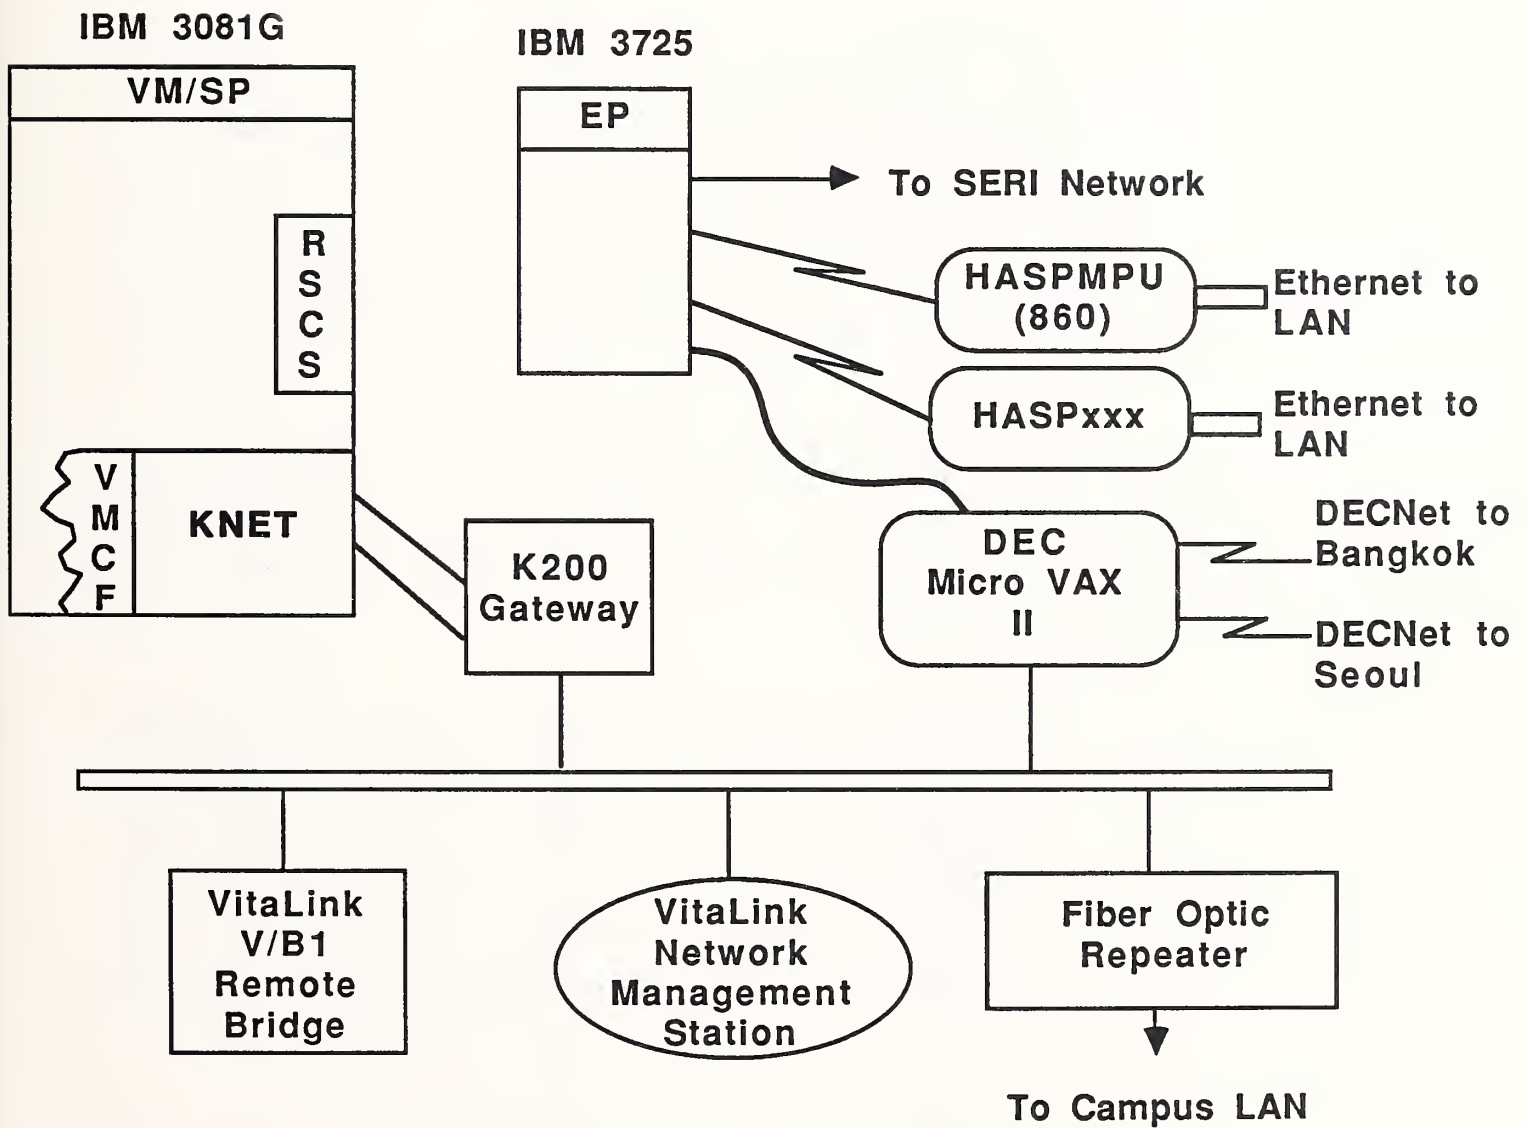 IBM 3081G
VM/SP
R
S
C
S
V
M
C
F
KNET
IBM 3725
EP
To SERI Network
HASPMPU
(860)
Ethernet to
LAN
HASPxxx
Ethernet to
LAN
K200
Gateway
DEC
Micro VAX
II
DECNet to
Bangkok
DECNet to
Seoul
VitaLink
V/B1
Remote
Bridge
VitaLink
Network
Management
Station
Fiber Optic
Repeater
To Campus LAN